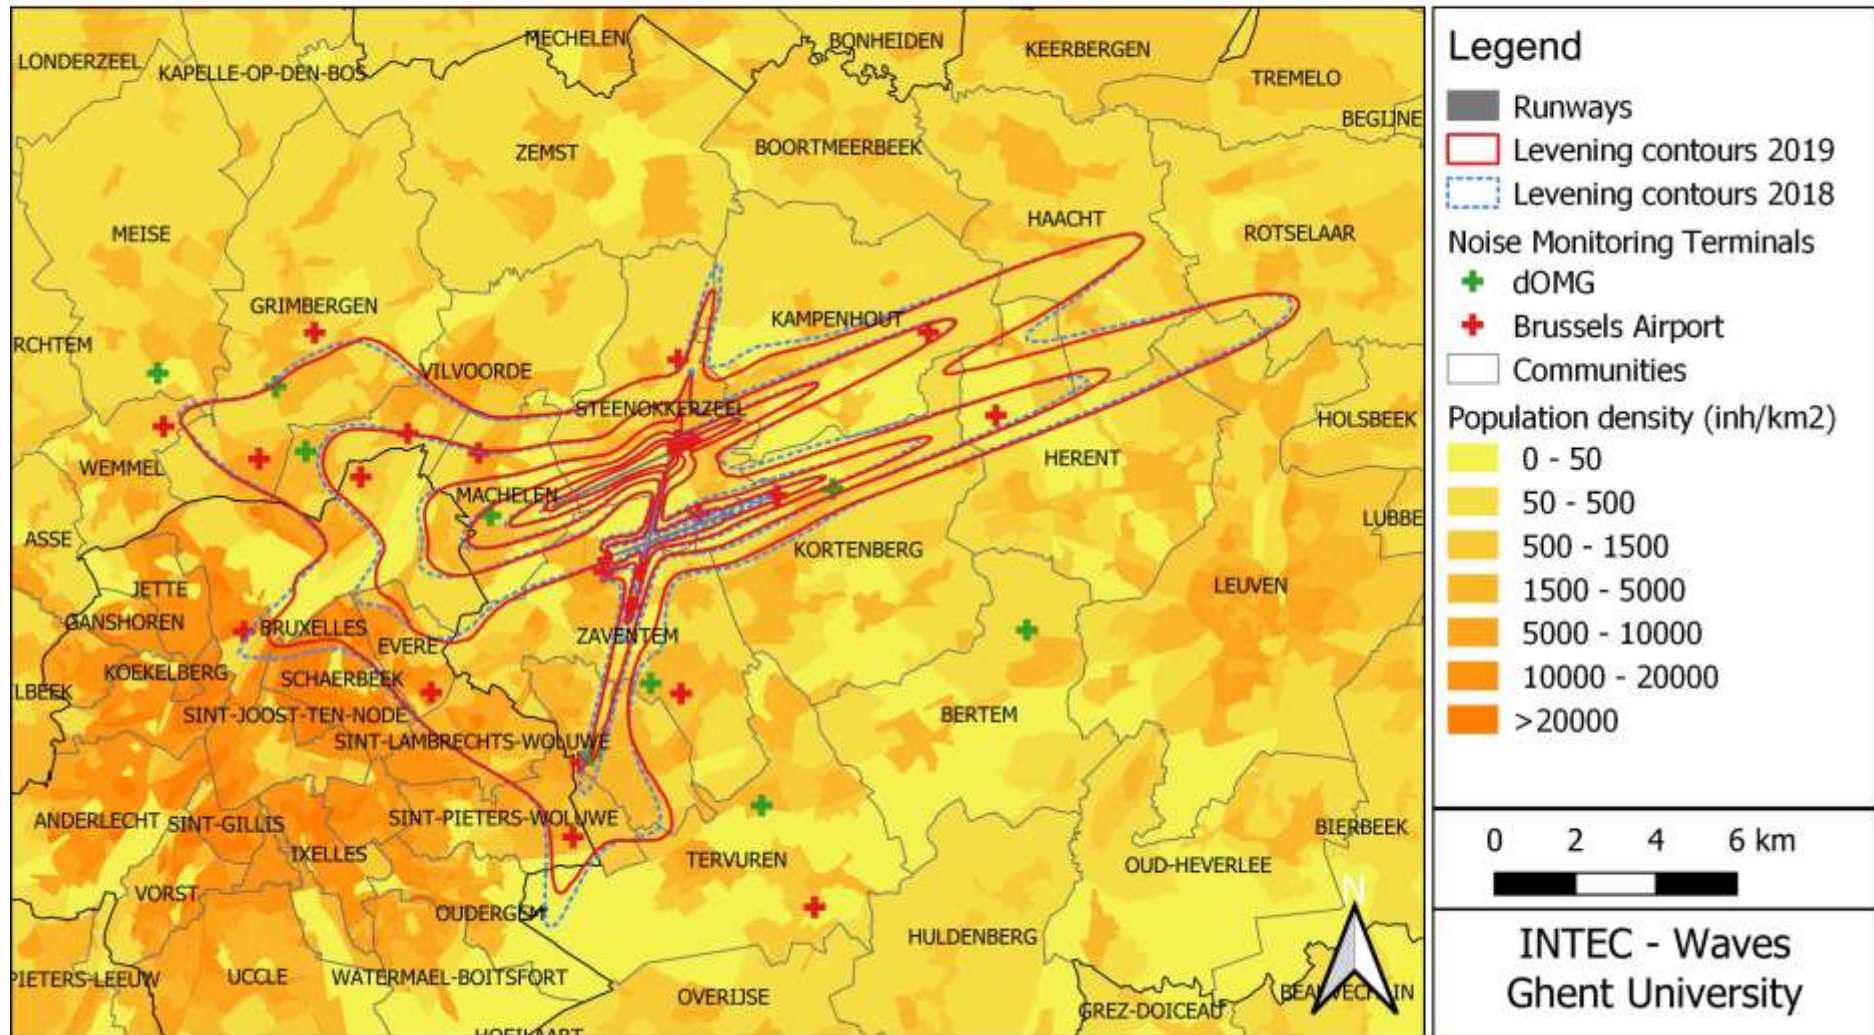 MECHELEN
BONHEIDEN
KEERBERGEN
LONDERZEEL
KAPELLE-OP-DEN-BOS
TREMELO
BEGIJNE
ZEMST
BOORTMEERBEEK
HAACHT
MEISE
ROTSELAAR
GRIMBERGEN
KAMPENHOUT
RCHTEM
VILVOORDE
STEENOKKERZEEL
HOLSBEEK
WEMMEL
HERENT
MACHELEN
LUBBE
ASSE
KORTENBERG
JETTE
LEUVEN
GANSHOREN
BRUXELLES
ZAVENTEM
EVERE
KOEKELBERG
SCHAERBEEK
LBEEK
SINT-JOOST-TEN-NODE
BERTEM
SINT-LAMBRECHTS-WOLUWE
ANDERLECHT
SINT-GILLIS
SINT-PIETERS-WOLUWE
BIERBEEK
IXELLES
TERVUREN
OUD-HEVERLEE
VORST
OUDERGEM
HULDENBERG
PIETERS-LEEUW
UCCLE
WATERMAEL-BOITSFORT
OVERIJSE
GREZ-DOICEAU
HOEILAART
N
Legend
Runways
Levening contours 2019
Levening contours 2018
Noise Monitoring Terminals
dOMG
Brussels Airport
Communities
Population density (inh/km2)
0 - 50
50 - 500
500 - 1500
1500 - 5000
5000 - 10000
10000 - 20000
>20000
0 2 4 6 km
INTEC - Waves
Ghent University